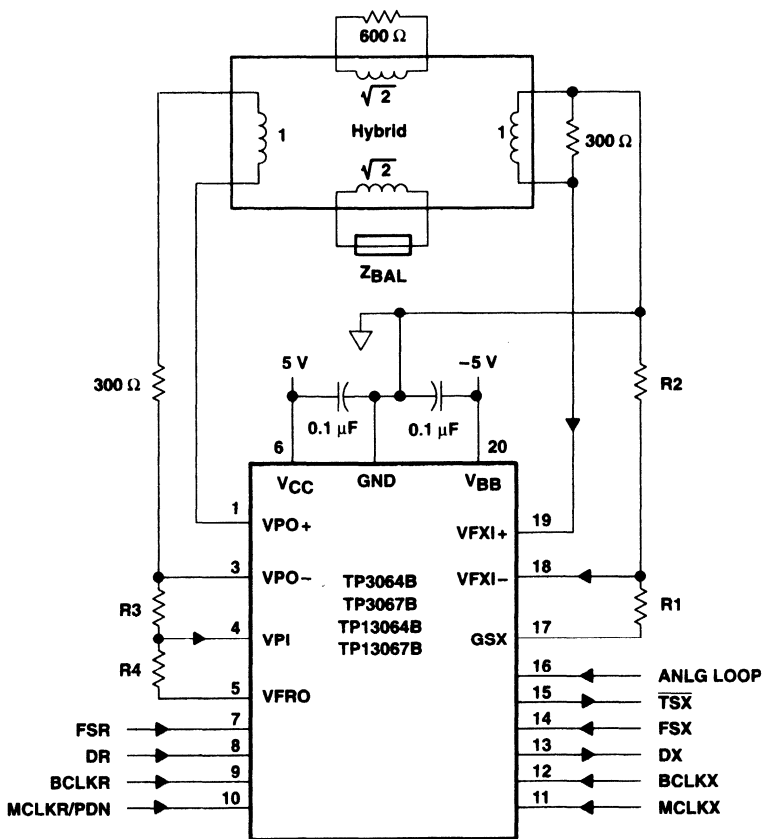 600 Ω
√2
1
Hybrid
1
300 Ω
√2
ZBAL
5 V
−5 V
300 Ω
R2
0.1 μF
0.1 μF
6
20
VCC
GND
VBB
1
VPO+
19
VFXI+
3
VPO−
TP3064B
18
VFXI−
TP3067B
R3
R1
TP13064B
4
VPI
TP13067B
GSX
17
R4
16
ANLG LOOP
5
VFRO
15
TSX
FSR
7
14
FSX
DR
8
13
DX
BCLKR
9
12
BCLKX
MCLKR/PDN
10
11
MCLKX